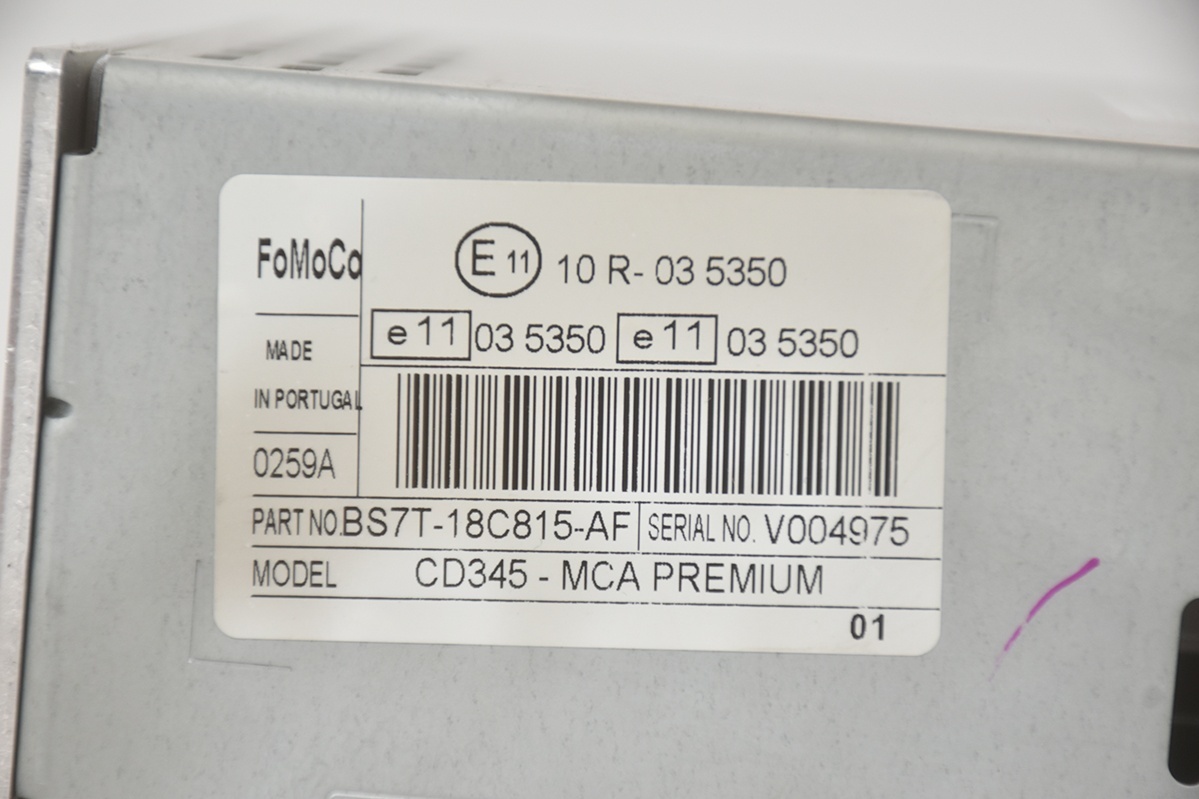 FoMoCo
E 11 10 R- 03 5350
e 11 03 5350 e 11 03 5350
MADE
IN PORTUGAL
0259A
PART NO. BS7T-18C815-AF SERIAL NO. V004975
MODEL CD345 - MCA PREMIUM
01